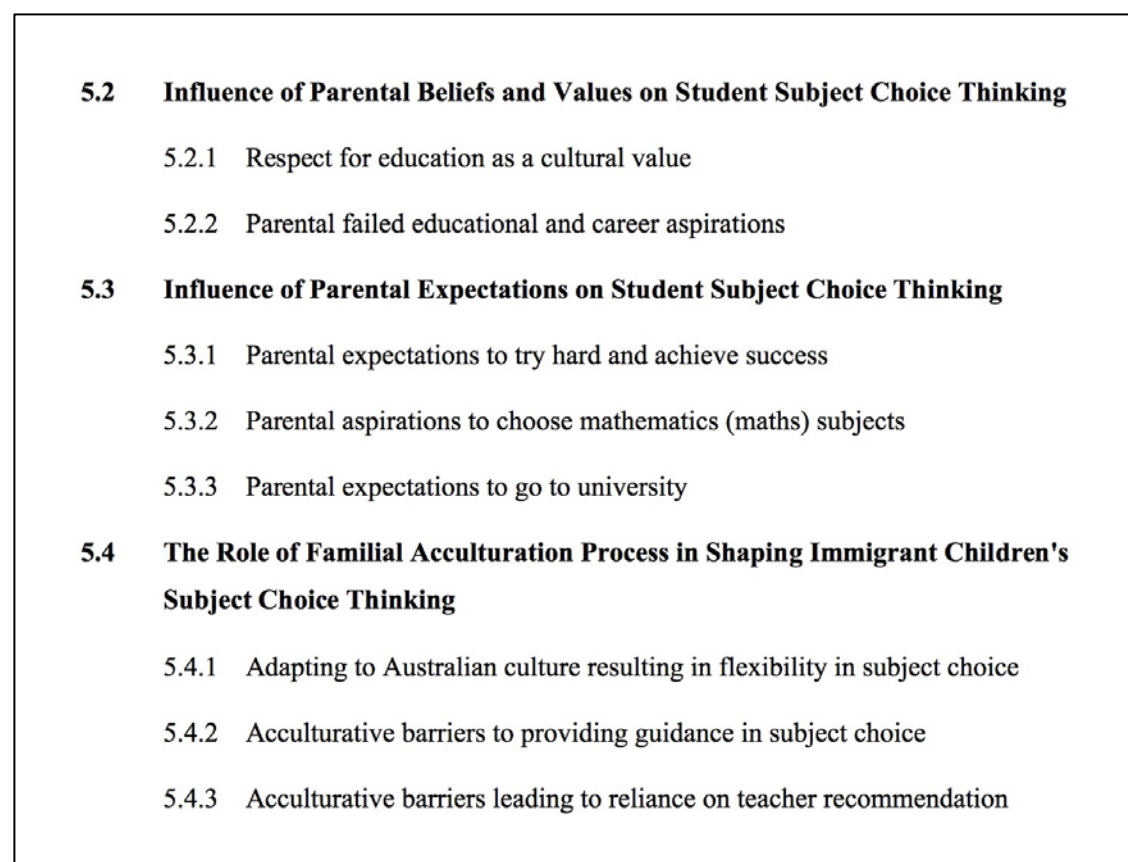 5.2 Influence of Parental Beliefs and Values on Student Subject Choice Thinking
5.2.1 Respect for education as a cultural value
5.2.2 Parental failed educational and career aspirations
5.3 Influence of Parental Expectations on Student Subject Choice Thinking
5.3.1 Parental expectations to try hard and achieve success
5.3.2 Parental aspirations to choose mathematics (maths) subjects
5.3.3 Parental expectations to go to university
5.4 The Role of Familial Acculturation Process in Shaping Immigrant Children's
Subject Choice Thinking
5.4.1 Adapting to Australian culture resulting in flexibility in subject choice
5.4.2 Acculturative barriers to providing guidance in subject choice
5.4.3 Acculturative barriers leading to reliance on teacher recommendation